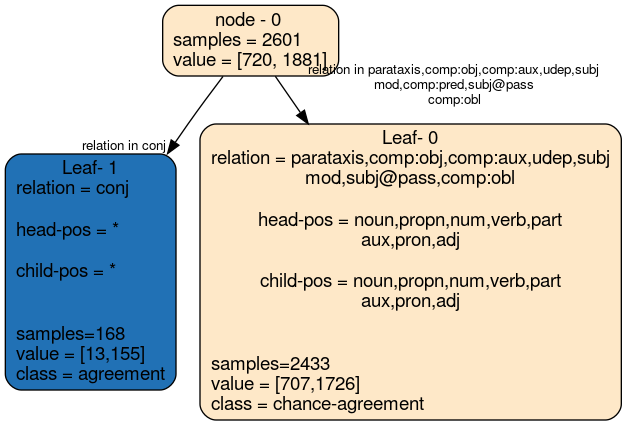 node - 0
samples = 2601
value = [720, 1881]
relation in parataxis,comp:obj,comp:aux,udep,subj
mod,comp:pred,subj@pass
comp:obl
relation in conj
Leaf- 1
relation = conj
head-pos = *
child-pos = *
samples=168
value = [13,155]
class = agreement
Leaf- 0
relation = parataxis,comp:obj,comp:aux,udep,subj
mod,subj@pass,comp:obl
head-pos = noun,propn,num,verb,part
aux,pron,adj
child-pos = noun,propn,num,verb,part
aux,pron,adj
samples=2433
value = [707,1726]
class = chance-agreement